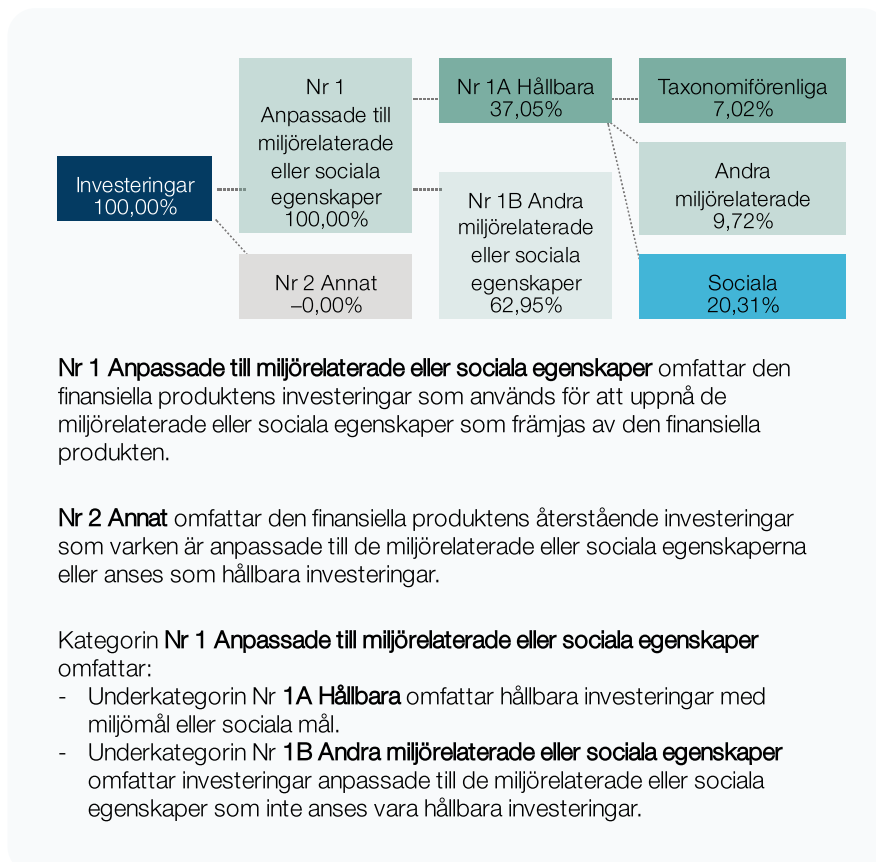 Investeringar
100,00%
Nr 1
Anpassade till
miljörelaterade
eller sociala
egenskaper
100,00%
Nr 2 Annat
–0,00%
Nr 1A Hållbara
37,05%
Nr 1B Andra
miljörelaterade
eller sociala
egenskaper
62,95%
Taxonomiförenliga
7,02%
Andra
miljörelaterade
9,72%
Sociala
20,31%
Nr 1 Anpassade till miljörelaterade eller sociala egenskaper omfattar den
finansiella produktens investeringar som används för att uppnå de
miljörelaterade eller sociala egenskaper som främjas av den finansiella
produkten.
Nr 2 Annat omfattar den finansiella produktens återstående investeringar
som varken är anpassade till de miljörelaterade eller sociala egenskaperna
eller anses som hållbara investeringar.
Kategorin Nr 1 Anpassade till miljörelaterade eller sociala egenskaper
omfattar:
- Underkategorin Nr 1A Hållbara omfattar hållbara investeringar med
miljömål eller sociala mål.
- Underkategorin Nr 1B Andra miljörelaterade eller sociala egenskaper
omfattar investeringar anpassade till de miljörelaterade eller sociala
egenskaper som inte anses vara hållbara investeringar.